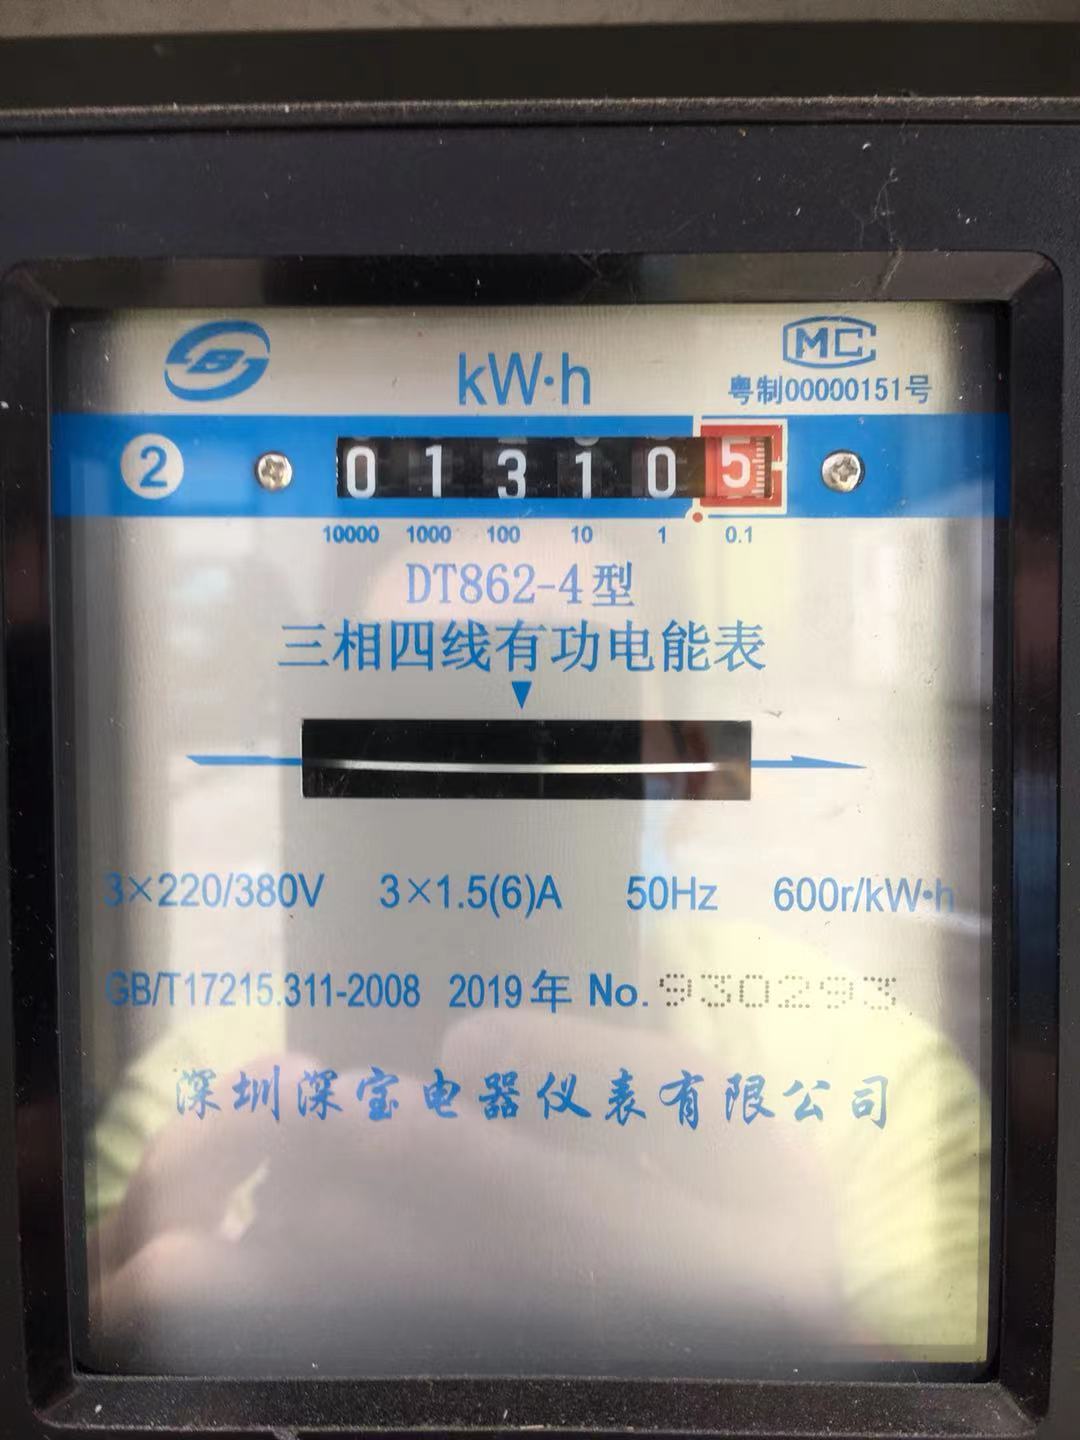 B
kW·h
MC
粤制00000151号
2
0 1 3 1 0 5
10000 1000 100 10 1 0.1
DT862-4型
三相四线有功电能表
3×220/380V 3×1.5(6)A 50Hz 600r/kW·h
GB/T17215.311-2008 2019年 No. 930293
深圳深宝电器仪表有限公司